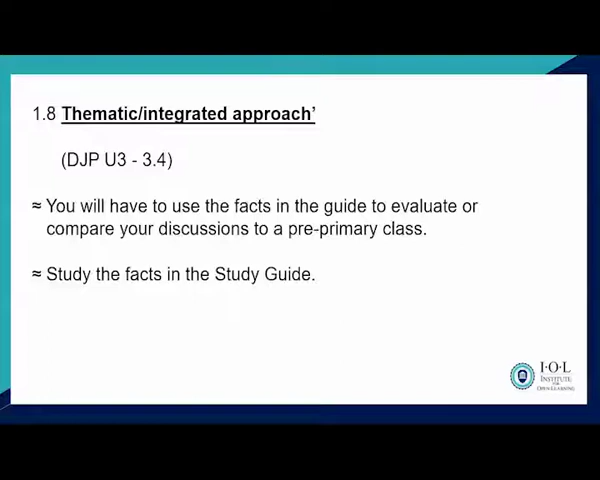 1.8 Thematic/integrated approach’
(DJP U3 - 3.4)
≈ You will have to use the facts in the guide to evaluate or
compare your discussions to a pre-primary class.
≈ Study the facts in the Study Guide.
I·O·L
INSTITUTE
FOR
OPEN LEARNING